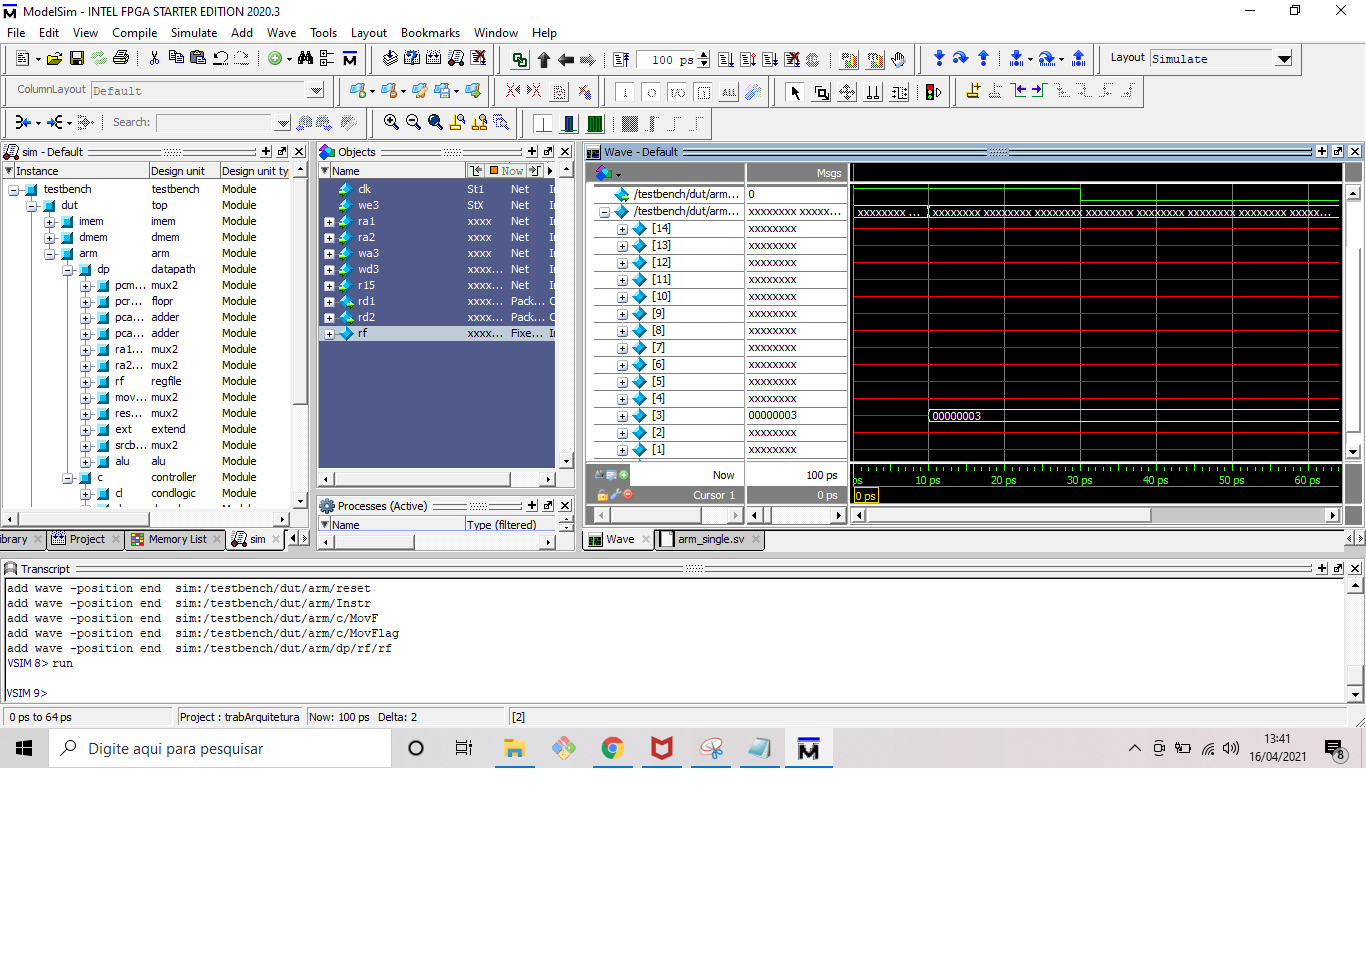 ModelSim - INTEL FPGA STARTER EDITION 2020.3
File Edit View Compile Simulate Add Wave Tools Layout Bookmarks Window Help
100 ps
Layout Simulate
ColumnLayout Default
ALL
Search:
sim - Default
Instance Design unit Design unit ty
testbench testbench Module
dut top Module
imem imem Module
dmem dmem Module
arm arm Module
dp datapath Module
pcm... mux2 Module
pcr... flopr Module
pca... adder Module
pca... adder Module
ra1... mux2 Module
ra2... mux2 Module
rf regfile Module
mov... mux2 Module
res... mux2 Module
ext extend Module
srcb... mux2 Module
alu alu Module
c controller Module
cl condlogic Module
Objects
Name Now
clk St1 Net In
we3 StX Net In
ra1 xxxx Net In
ra2 xxxx Net In
wa3 xxxx Net In
wd3 xxxx... Net In
r15 xxxx... Net In
rd1 xxxx... Pack... O
rd2 xxxx... Pack... O
rf xxxx... Fixe... In
Processes (Active)
Name Type (filtered)
Wave - Default
Msgs
/testbench/dut/arm... 0
/testbench/dut/arm... xxxxxxxx xxxxx... xxxxxxxx ... xxxxxxxx xxxxxxxx xxxxxxxx xxxxxxxx xxxxxxxx xxxxxxxx xxxxxxxx xxxxx...
[14] xxxxxxxx
[13] xxxxxxxx
[12] xxxxxxxx
[11] xxxxxxxx
[10] xxxxxxxx
[9] xxxxxxxx
[8] xxxxxxxx
[7] xxxxxxxx
[6] xxxxxxxx
[5] xxxxxxxx
[4] xxxxxxxx
[3] 00000003 00000003
[2] xxxxxxxx
[1] xxxxxxxx
Now 100 ps ps 10 ps 20 ps 30 ps 40 ps 50 ps 60 ps
Cursor 1 0 ps 0 ps
ibrary Project Memory List sim
Wave arm_single.sv
Transcript
add wave -position end sim:/testbench/dut/arm/reset
add wave -position end sim:/testbench/dut/arm/Instr
add wave -position end sim:/testbench/dut/arm/c/MovF
add wave -position end sim:/testbench/dut/arm/c/MovFlag
add wave -position end sim:/testbench/dut/arm/dp/rf/rf
VSIM 8> run
VSIM 9>
0 ps to 64 ps Project : trabArquitetura Now: 100 ps Delta: 2 [2]
Digite aqui para pesquisar
13:41
16/04/2021
8